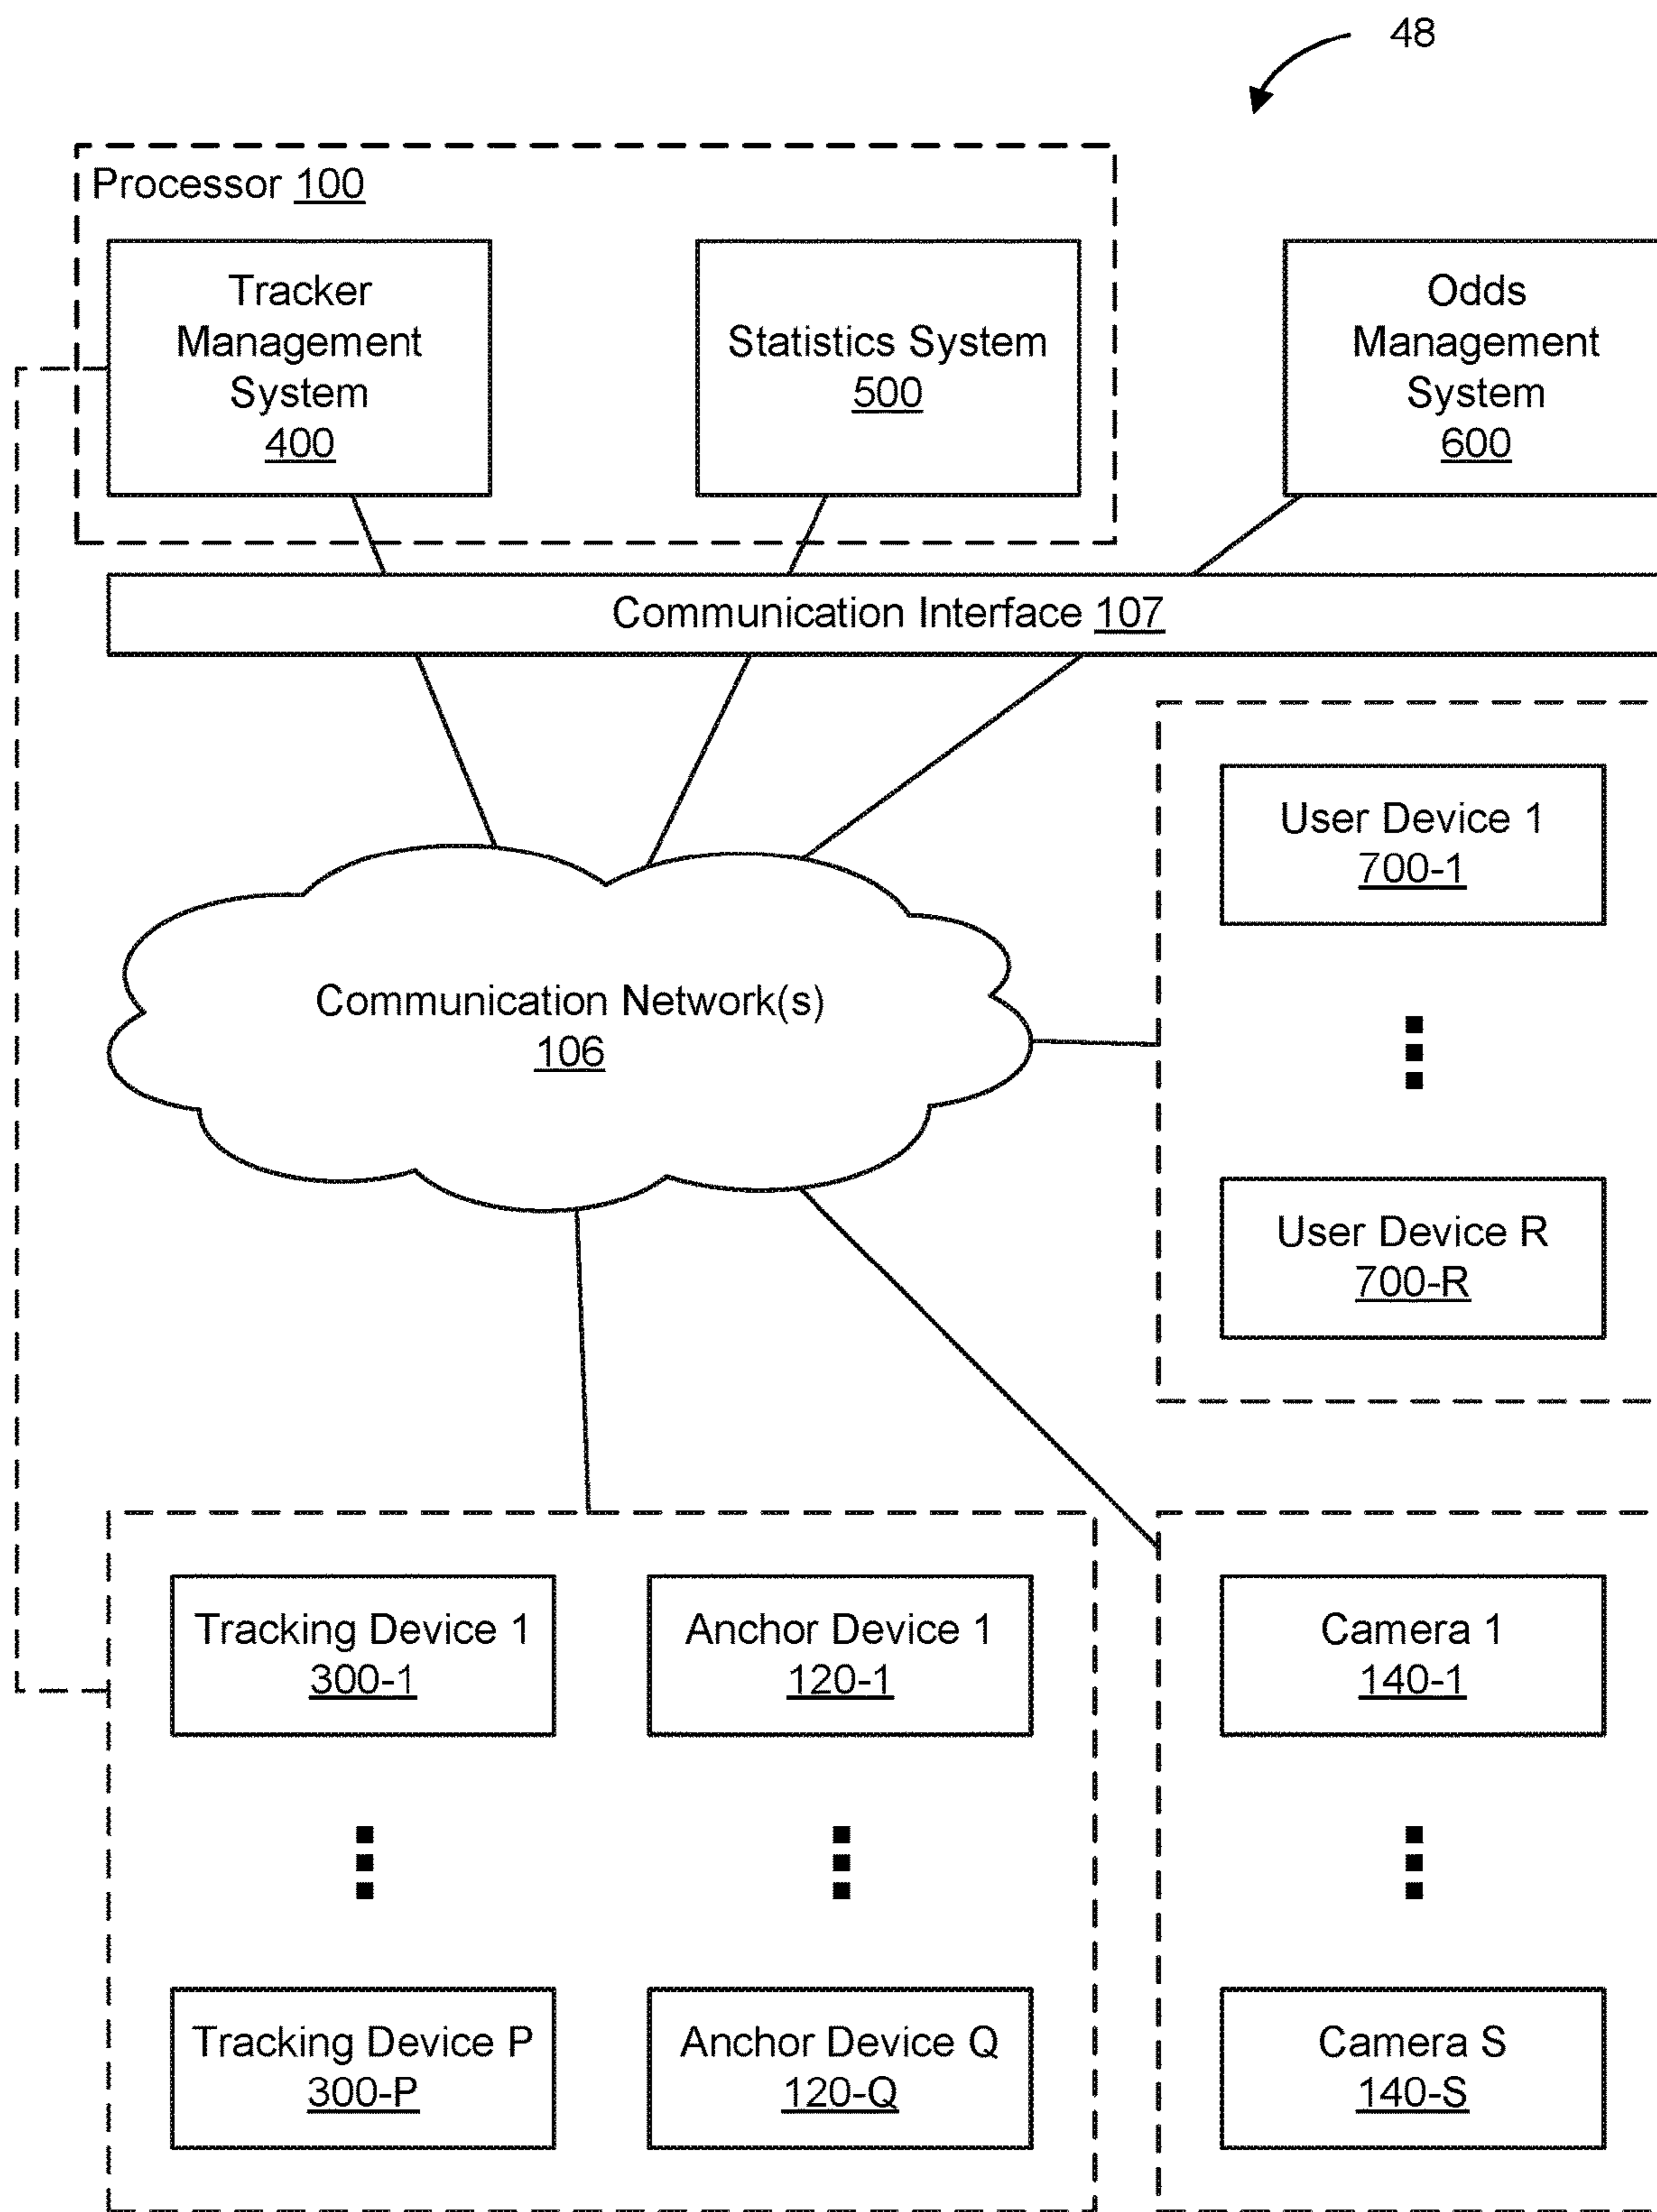 48
Processor 100
Tracker
Management
System
400
Statistics System
500
Odds
Management
System
600
Communication Interface 107
User Device 1
700-1
Communication Network(s)
106
User Device R
700-R
Tracking Device 1
300-1
Anchor Device 1
120-1
Camera 1
140-1
Tracking Device P
300-P
Anchor Device Q
120-Q
Camera S
140-S